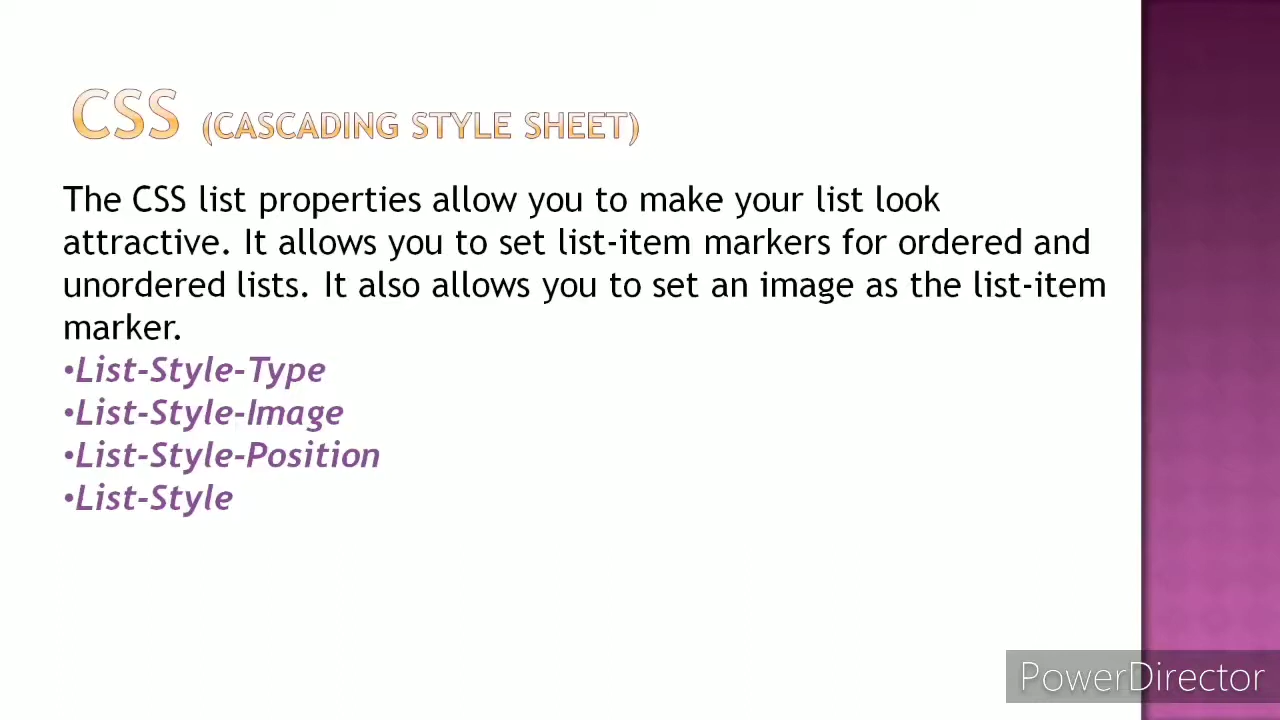 CSS (CASCADING STYLE SHEET)
The CSS list properties allow you to make your list look
attractive. It allows you to set list-item markers for ordered and
unordered lists. It also allows you to set an image as the list-item
marker.
•List-Style-Type
•List-Style-Image
•List-Style-Position
•List-Style
PowerDirector